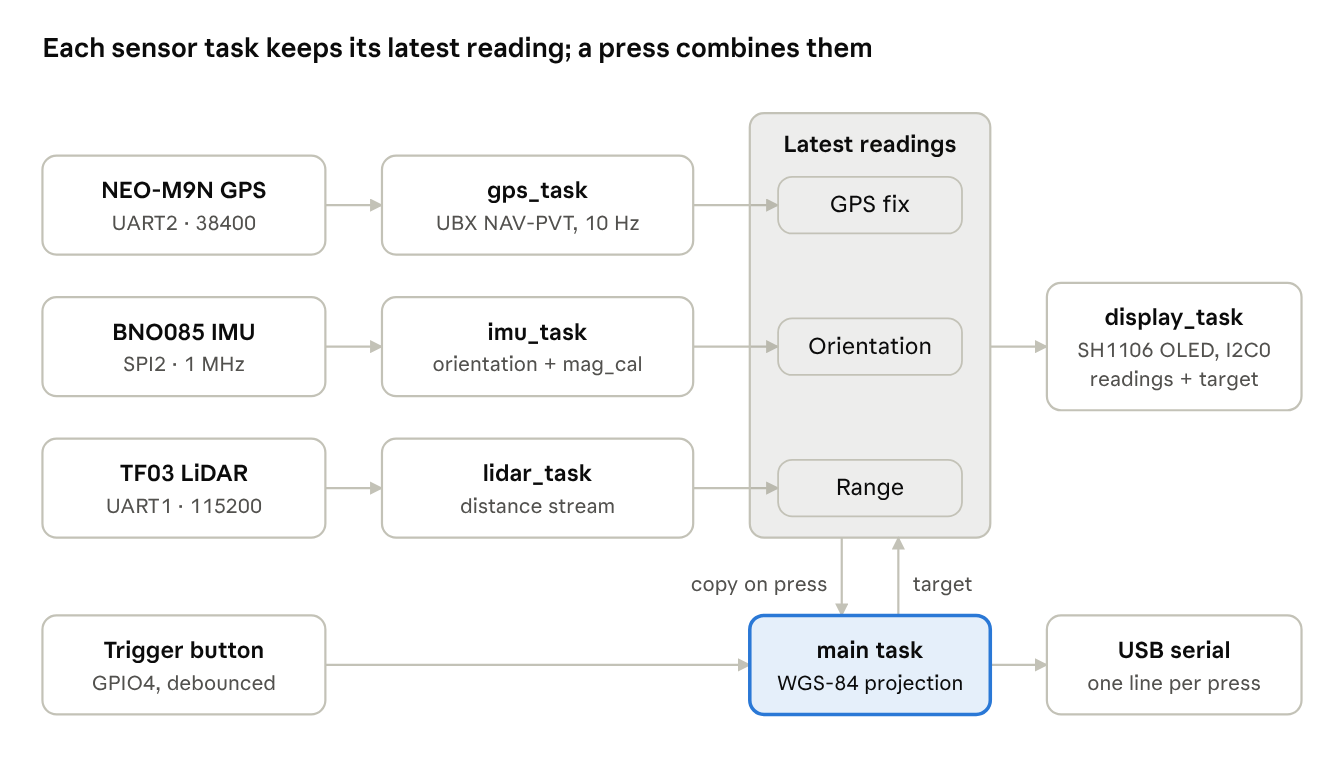 Each sensor task keeps its latest reading; a press combines them
Latest readings
NEO-M9N GPS
UART2 · 38400
gps_task
UBX NAV-PVT, 10 Hz
GPS fix
BNO085 IMU
SPI2 · 1 MHz
imu_task
orientation + mag_cal
Orientation
display_task
SH1106 OLED, I2C0
readings + target
TF03 LiDAR
UART1 · 115200
lidar_task
distance stream
Range
copy on press
target
Trigger button
GPIO4, debounced
main task
WGS-84 projection
USB serial
one line per press